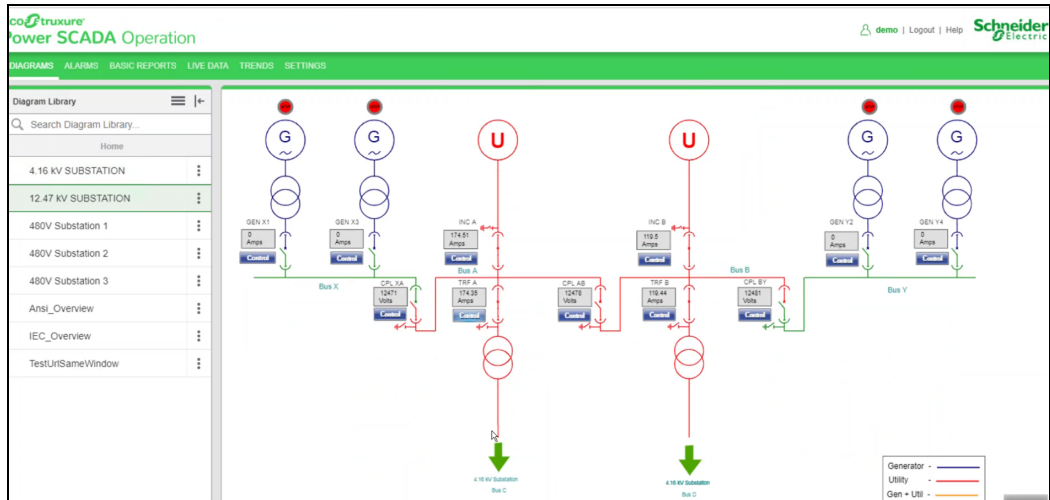 co truxure
Power SCADA Operation
demo | Logout | Help
Schneider
Electric
DIAGRAMS ALARMS BASIC REPORTS LIVE DATA TRENDS SETTINGS
Diagram Library
Search Diagram Library...
Home
4.16 kV SUBSTATION
12.47 kV SUBSTATION
480V Substation 1
480V Substation 2
480V Substation 3
Ansi_Overview
IEC_Overview
TestUrlSameWindow
G G U U G G
GEN X1 GEN X3 INC A INC B GEN Y2 GEN Y4
0 Amps
0 Amps
174.51 Amps
119.5 Amps
0 Amps
0 Amps
Control Control Control Control Control Control
Bus X Bus A Bus B Bus Y
CPL XA TRF A CPL AB TRF B CPL BY
12471 Volts
174.35 Amps
12478 Volts
119.44 Amps
12481 Volts
Control Control Control Control Control
4.16 kV Substation
Bus C
4.16 kV Substation
Bus D
Generator -
Utility -
Gen + Util -